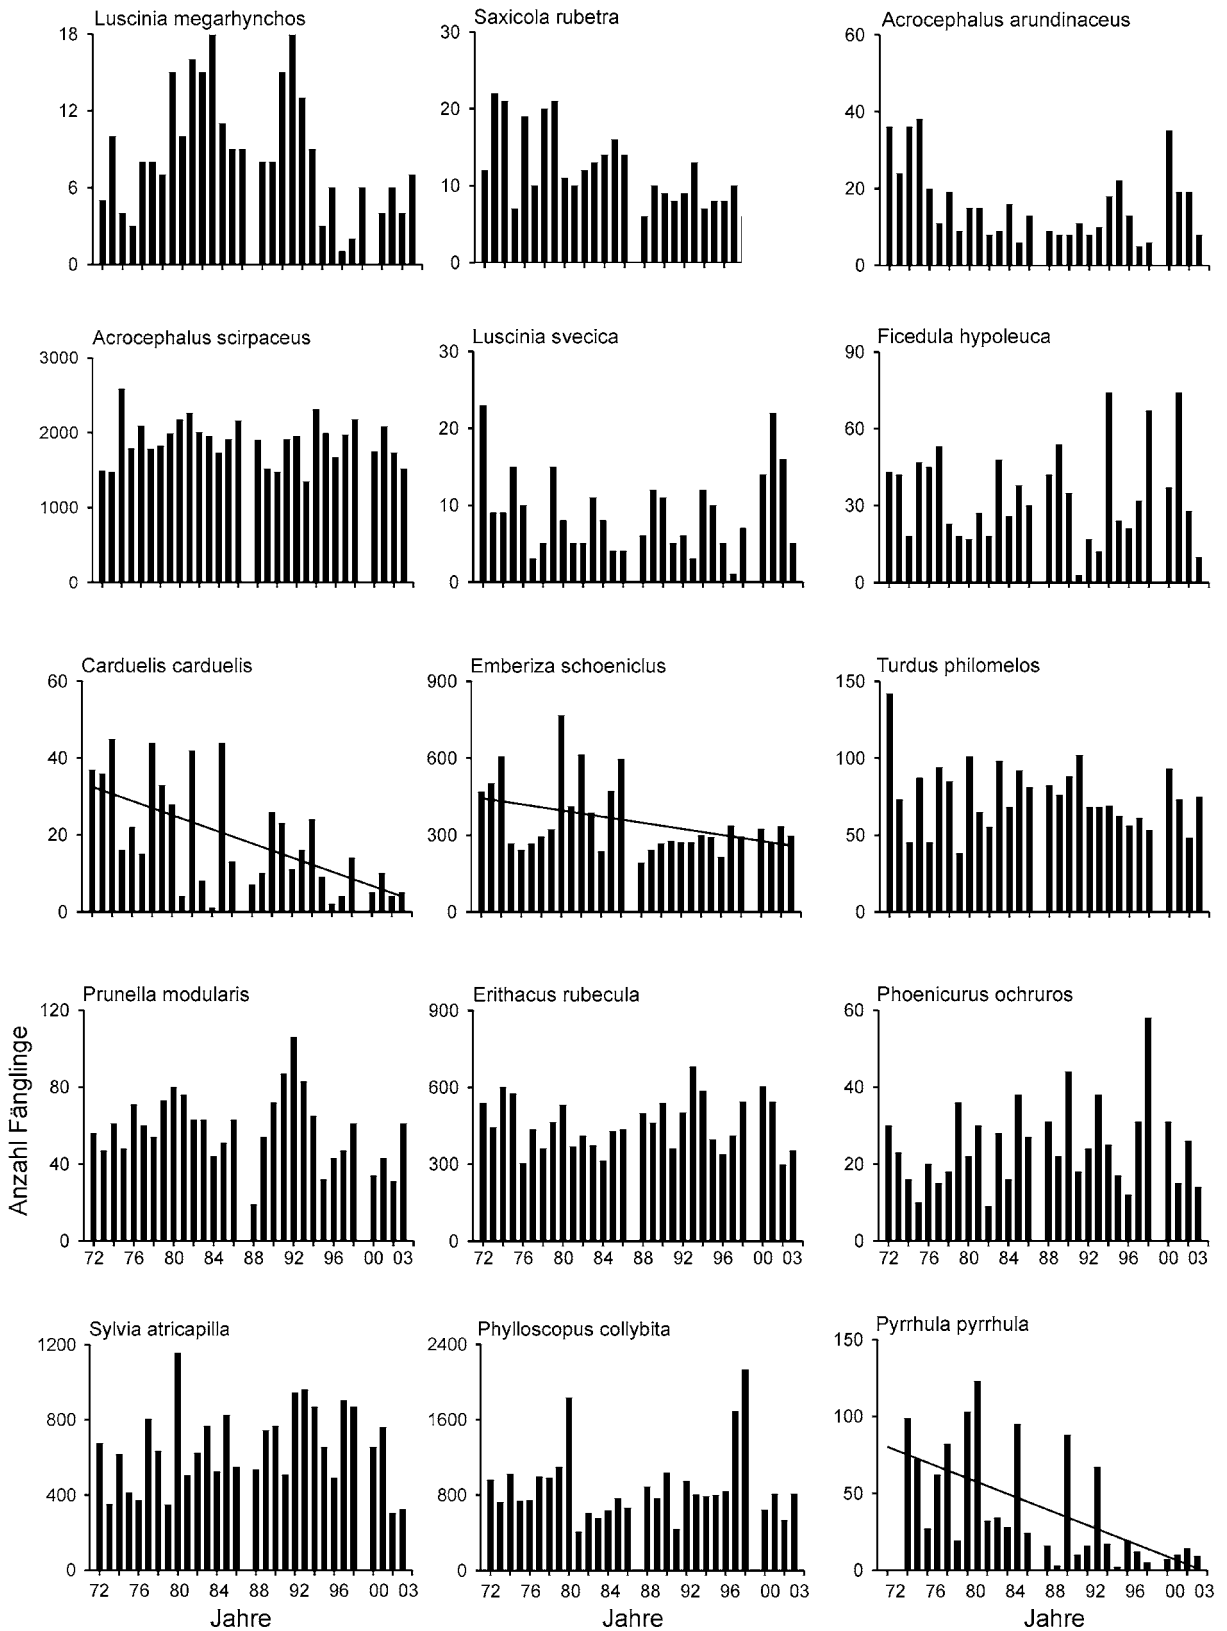 Luscinia megarhynchos
18
12
6
0
Saxicola rubetra
30
20
10
0
Acrocephalus arundinaceus
60
40
20
0
Acrocephalus scirpaceus
3000
2000
1000
0
Luscinia svecica
30
20
10
0
Ficedula hypoleuca
90
60
30
0
Carduelis carduelis
60
40
20
0
Emberiza schoeniclus
900
600
300
0
Turdus philomelos
150
100
50
0
Anzahl Fänglinge
Prunella modularis
120
80
40
0
72 76 80 84 88 92 96 00 03
Erithacus rubecula
900
600
300
0
72 76 80 84 88 92 96 00 03
Phoenicurus ochruros
60
40
20
0
72 76 80 84 88 92 96 00 03
Sylvia atricapilla
1200
800
400
0
72 76 80 84 88 92 96 00 03
Jahre
Phylloscopus collybita
2400
1600
800
0
72 76 80 84 88 92 96 00 03
Jahre
Pyrrhula pyrrhula
150
100
50
0
72 76 80 84 88 92 96 00 03
Jahre